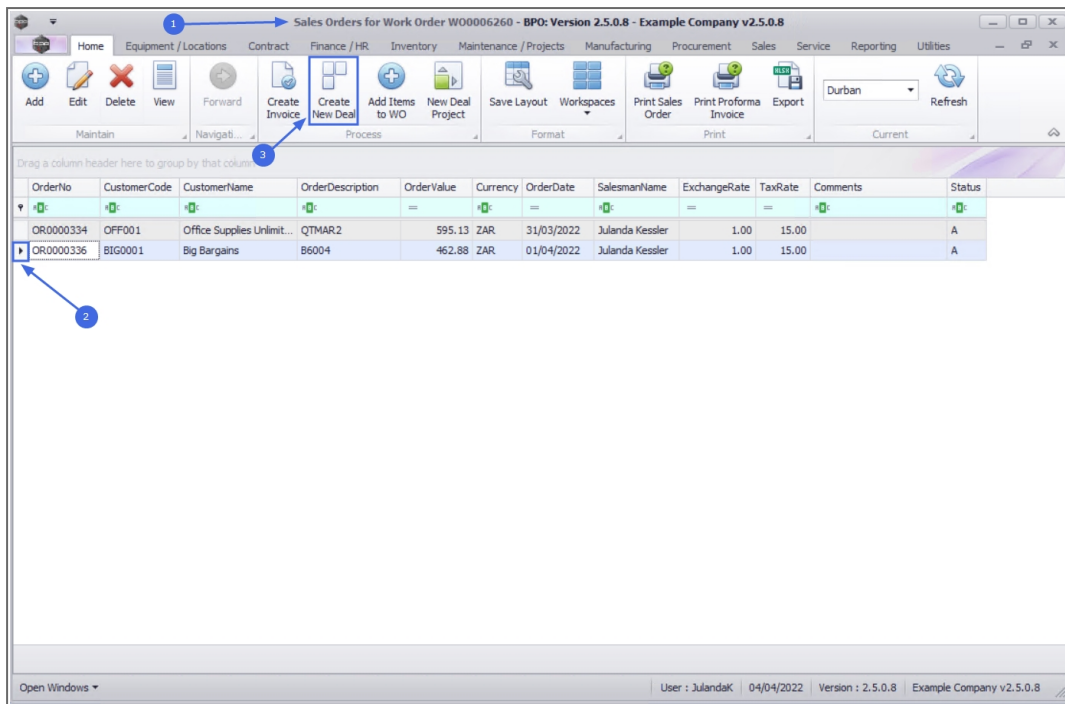 1 Sales Orders for Work Order WO0006260 - BPO: Version 2.5.0.8 - Example Company v2.5.0.8
Home Equipment / Locations Contract Finance / HR Inventory Maintenance / Projects Manufacturing Procurement Sales Service Reporting Utilities
Add Edit Delete View Forward Create Invoice Create New Deal Add Items to WO New Deal Project Save Layout Workspaces Print Sales Order Print Proforma Invoice Export Durban Refresh
Maintain Navigati... Process Format Print Current
3
Drag a column header here to group by that column
OrderNo CustomerCode CustomerName OrderDescription OrderValue Currency OrderDate SalesmanName ExchangeRate TaxRate Comments Status
OR0000334 OFF001 Office Supplies Unlimit... QTMAR2 595.13 ZAR 31/03/2022 Julanda Kessler 1.00 15.00 A
OR0000336 BIG0001 Big Bargains B6004 462.88 ZAR 01/04/2022 Julanda Kessler 1.00 15.00 A
2
Open Windows User : JulandaK 04/04/2022 Version : 2.5.0.8 Example Company v2.5.0.8